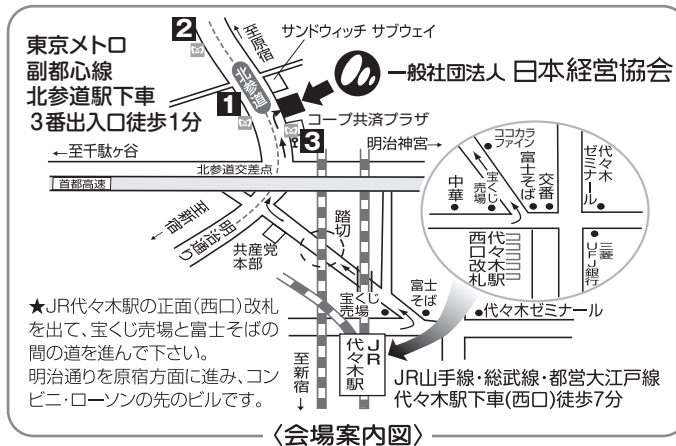 東京メトロ
副都心線
北参道駅下車
3番出入口徒歩1分
2
至原宿
サンドウィッチ サブウェイ
北参道
一般社団法人 日本経営協会
1
コープ共済プラザ
3
明治神宮→
←至千駄ヶ谷
北参道交差点
首都高速
至新宿
明治通り
共産党
本部
踏切
ココカラ
ファイン
中華
宝くじ
売場
富士そば
交番
代々木
ゼミナール
代々木駅
西口改札
三菱
UFJ銀行
宝くじ
売場
富士
そば
代々木ゼミナール
★JR代々木駅の正面(西口)改札
を出て、宝くじ売場と富士そばの
間の道を進んで下さい。
明治通りを原宿方面に進み、コン
ビニ・ローソンの先のビルです。
至新宿
JR
代々木駅
JR山手線・総武線・都営大江戸線
代々木駅下車(西口)徒歩7分
〈会場案内図〉